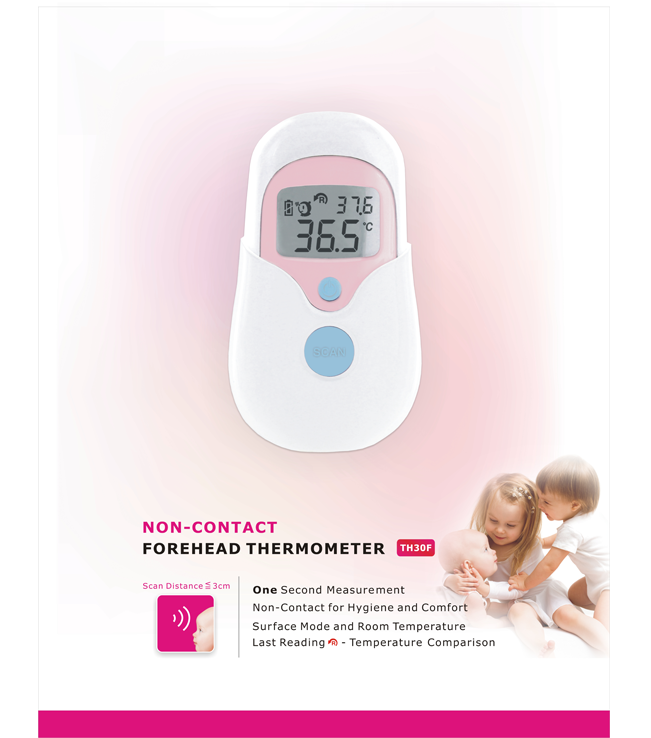 R
37.6
36.5
°C
SCAN
NON-CONTACT
FOREHEAD THERMOMETER TH30F
Scan Distance ≦ 3cm
One Second Measurement
Non-Contact for Hygiene and Comfort
Surface Mode and Room Temperature
Last Reading R - Temperature Comparison